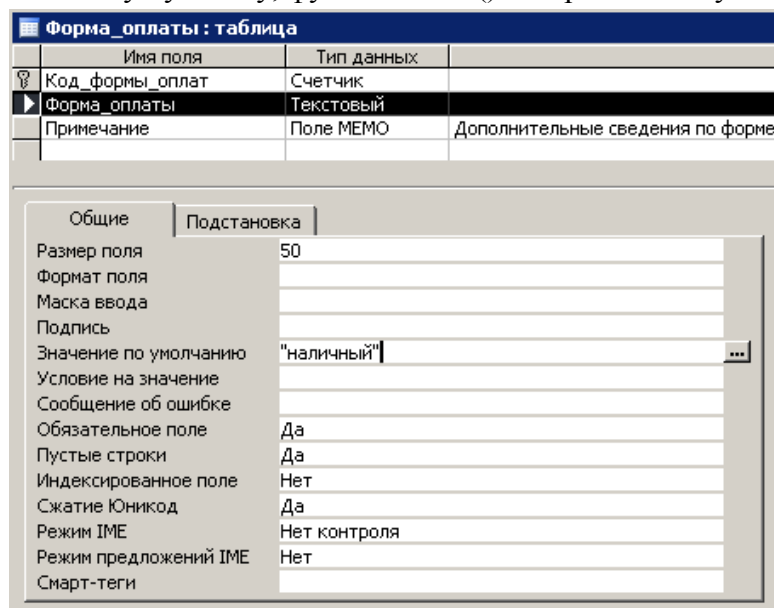 Форма_оплаты : таблица
Имя поля Тип данных
Код_формы_оплат Счетчик
Форма_оплаты Текстовый
Примечание Поле MEMO Дополнительные сведения по форме
Общие Подстановка
Размер поля 50
Формат поля
Маска ввода
Подпись
Значение по умолчанию "наличный" ...
Условие на значение
Сообщение об ошибке
Обязательное поле Да
Пустые строки Да
Индексированное поле Нет
Сжатие Юникод Да
Режим IME Нет контроля
Режим предложений IME Нет
Смарт-теги